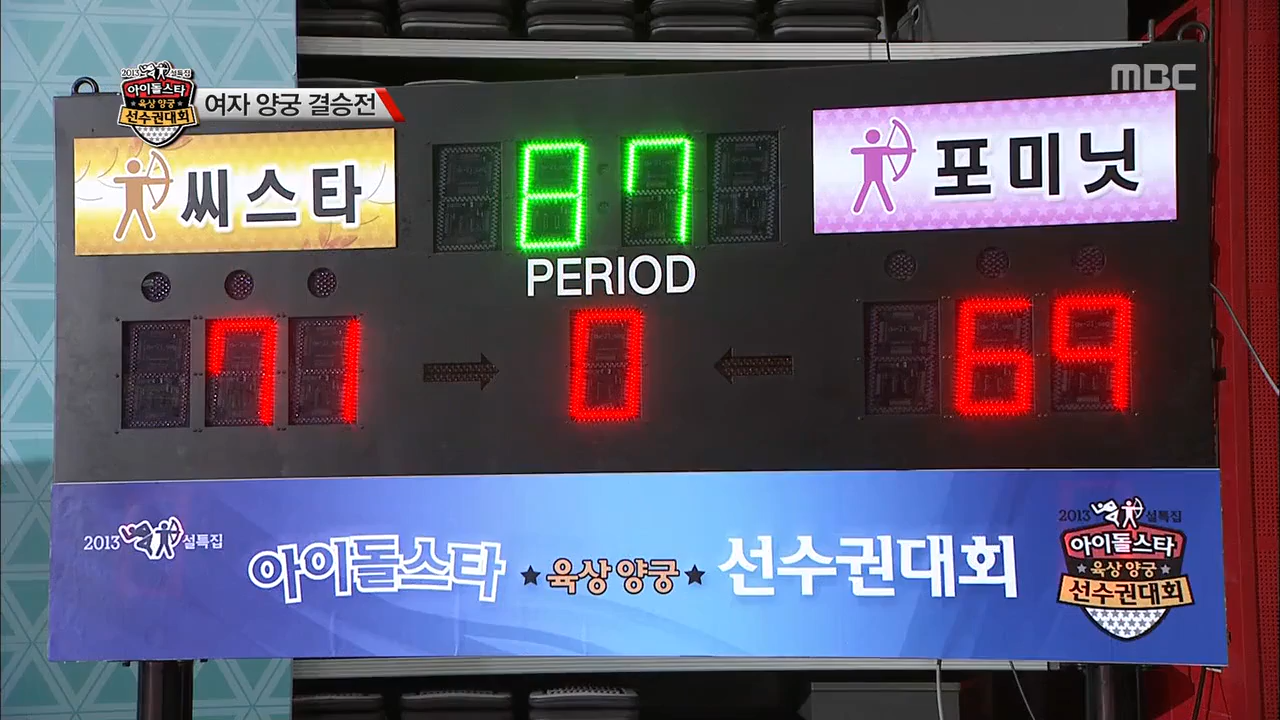 MBC
2013 설특집
아이돌스타
육상 양궁
선수권대회
여자 양궁 결승전
씨스타
87
포미닛
PERIOD
71
0
69
2013 설특집
아이돌스타 ★육상 양궁★ 선수권대회
2013 설특집
아이돌스타
★육상 양궁★
선수권대회